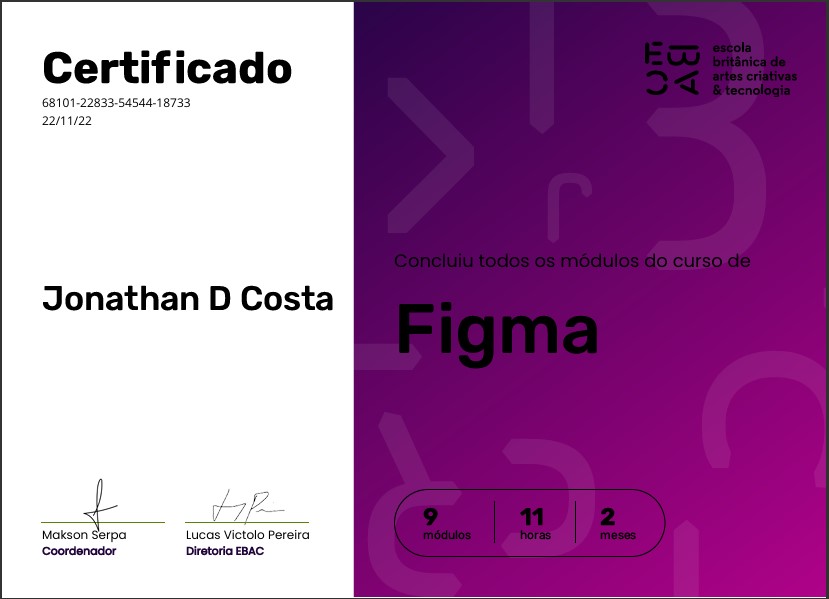 Certificado
68101-22833-54544-18733
22/11/22
Jonathan D Costa
Makson Serpa
Coordenador
Lucas Victolo Pereira
Diretoria EBAC
EBAC
escola
britânica de
artes criativas
& tecnologia
Concluiu todos os módulos do curso de
Figma
9
módulos
11
horas
2
meses